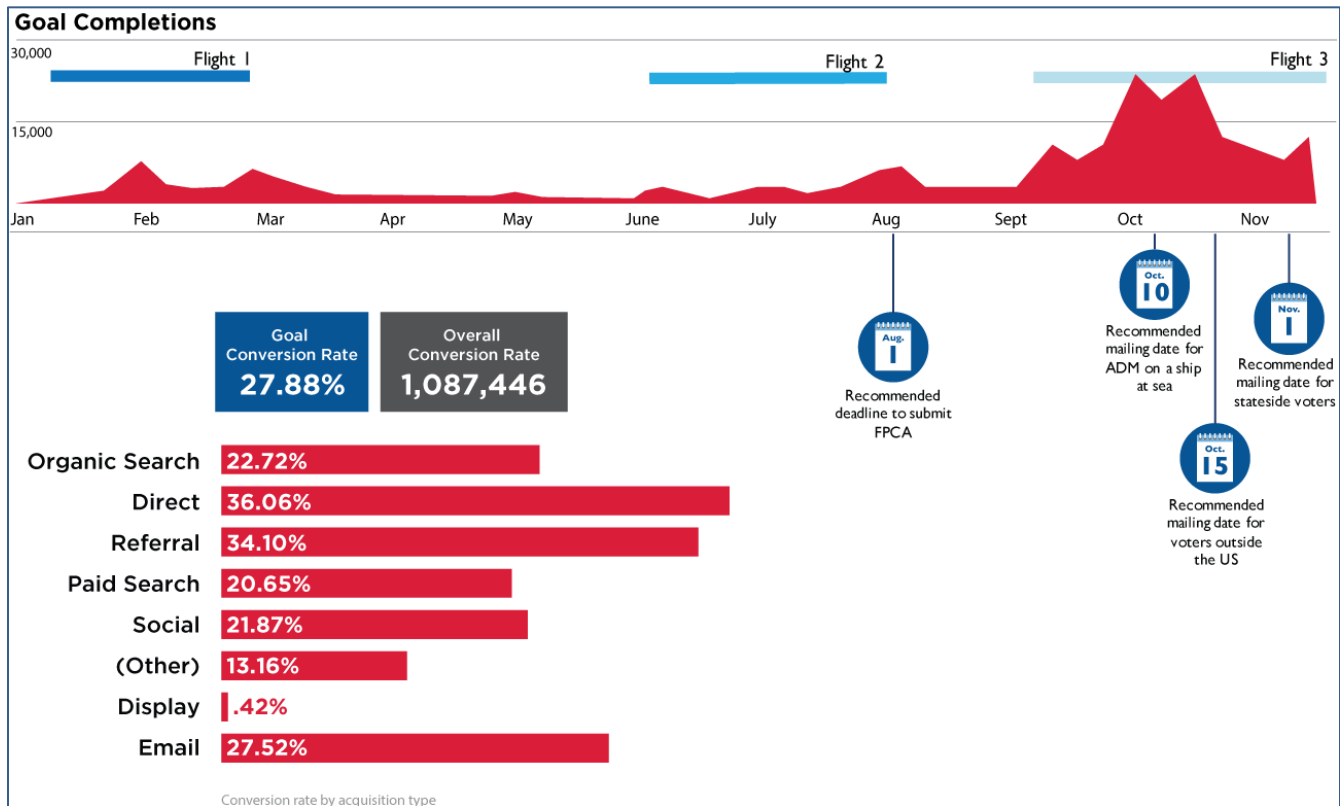 Goal Completions
30,000
Flight 1
Flight 2
Flight 3
15,000
Jan Feb Mar Apr May June July Aug Sept Oct Nov
Aug.
1
Recommended
deadline to submit
FPCA
Oct.
10
Recommended
mailing date for
ADM on a ship
at sea
Oct.
15
Recommended
mailing date for
voters outside
the US
Nov.
1
Recommended
mailing date for
stateside voters
Goal
Conversion Rate
27.88%
Overall
Conversion Rate
1,087,446
Organic Search 22.72%
Direct 36.06%
Referral 34.10%
Paid Search 20.65%
Social 21.87%
(Other) 13.16%
Display .42%
Email 27.52%
Conversion rate by acquisition type